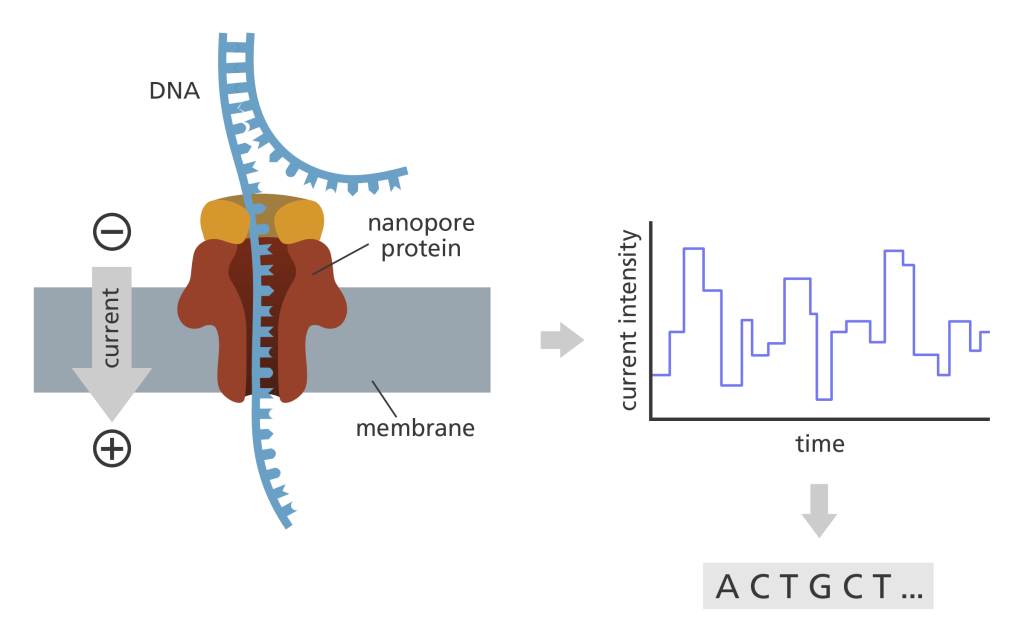 DNA
−
current
+
nanopore
protein
membrane
current intensity
time
A C T G C T ...